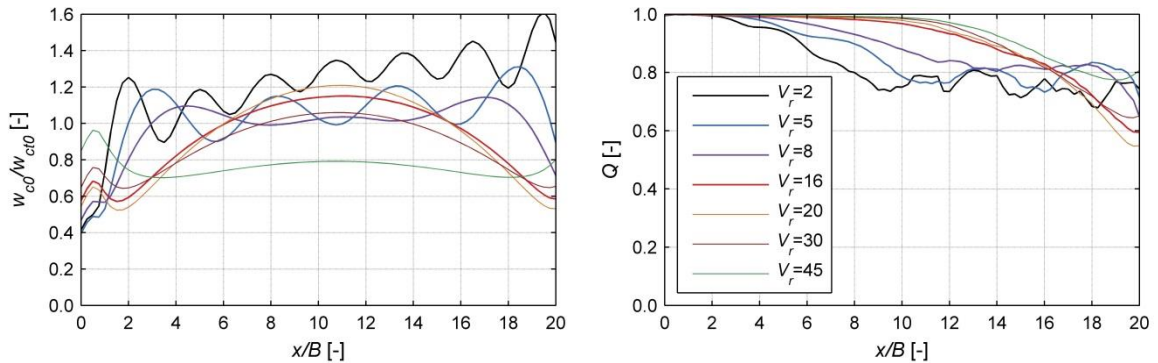 1.6
1.4
1.2
1.0
0.8
0.6
0.4
0.2
0.0
w_c0/w_ct0 [-]
0 2 4 6 8 10 12 14 16 18 20
x/B [-]
1.0
0.8
0.6
0.4
0.2
0.0
Q [-]
V_r=2
V_r=5
V_r=8
V_r=16
V_r=20
V_r=30
V_r=45
0 2 4 6 8 10 12 14 16 18 20
x/B [-]